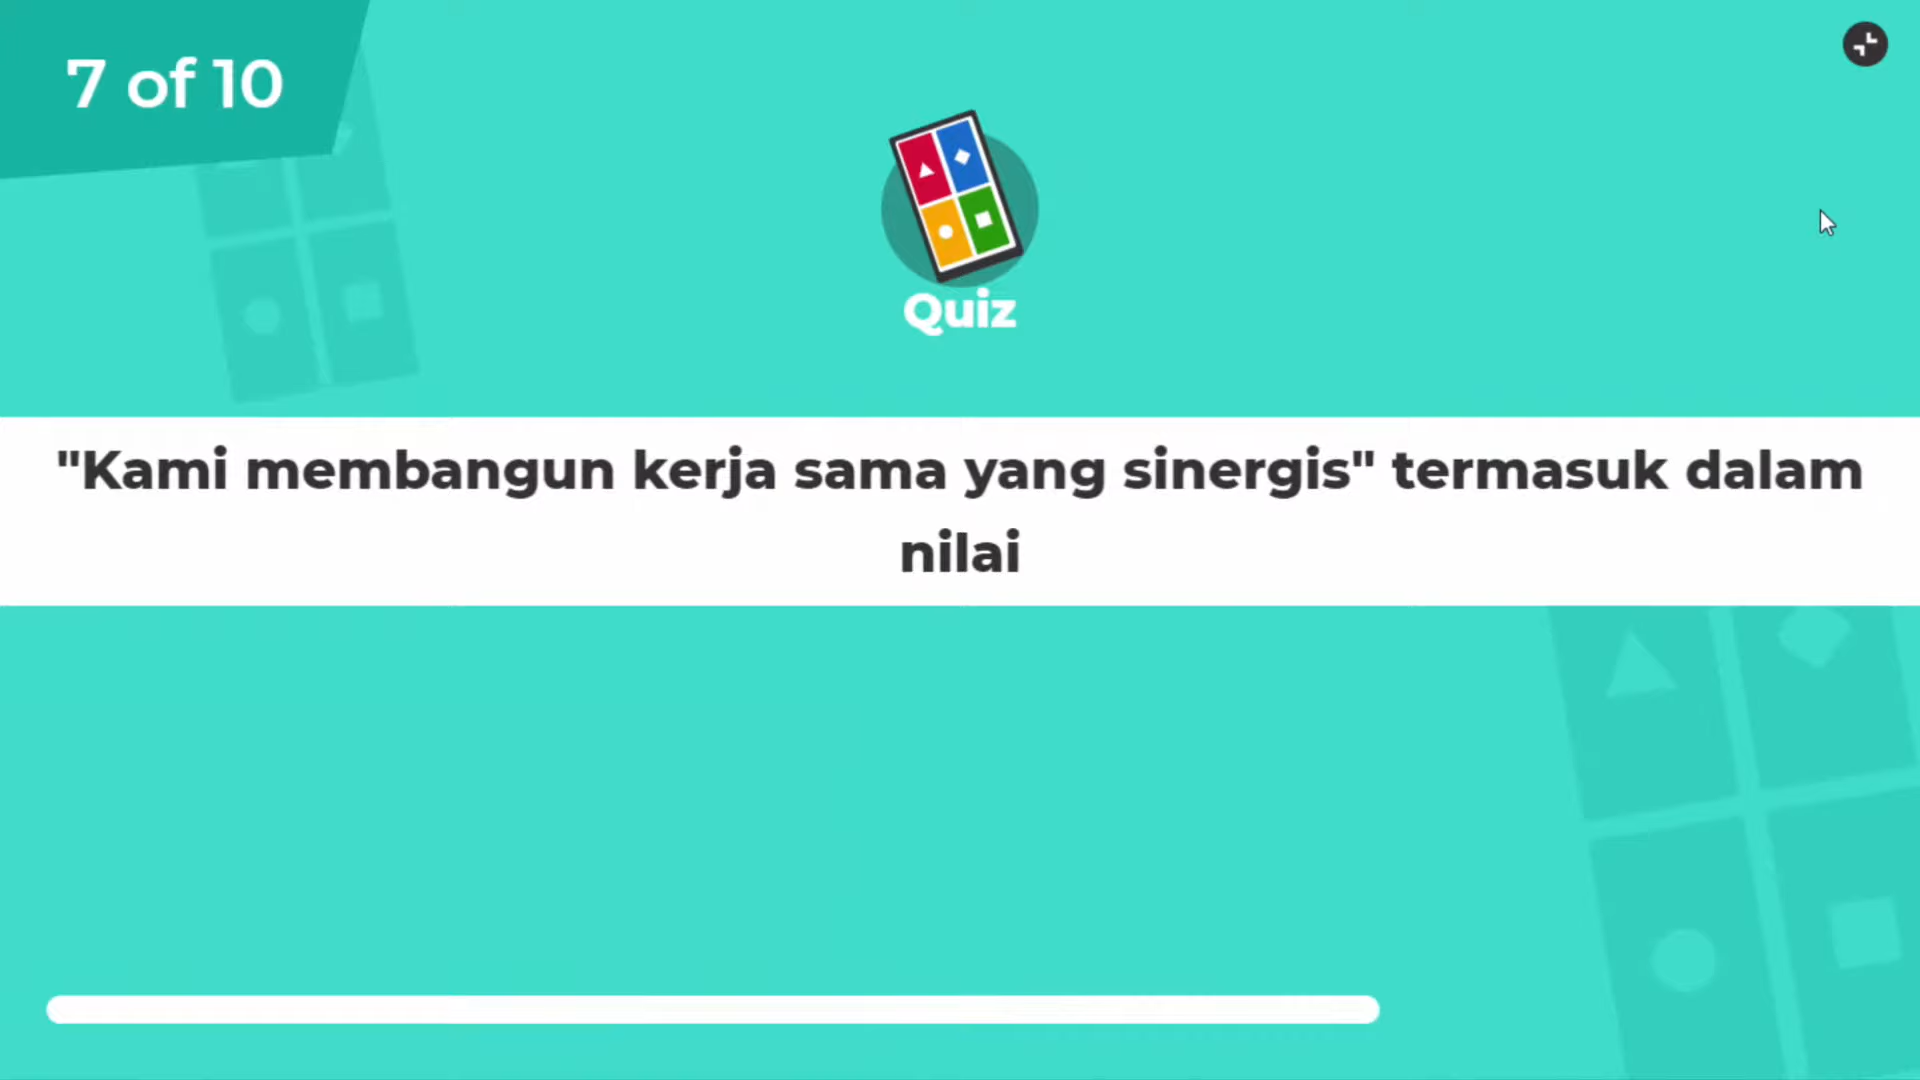 7 of 10
Quiz
"Kami membangun kerja sama yang sinergis" termasuk dalam
nilai